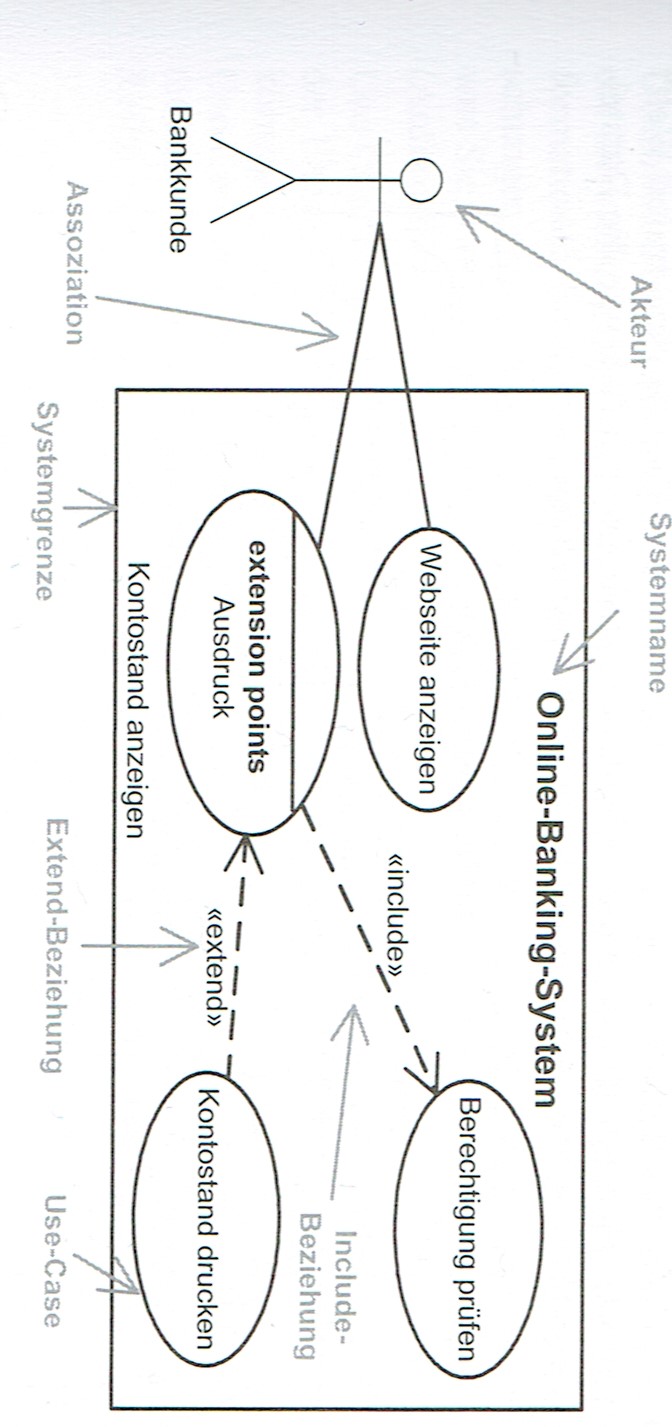 Systemname
Akteur
Online-Banking-System
Berechtigung prüfen
Webseite anzeigen
«include»
Include-
Beziehung
extension points
Ausdruck
«extend»
Kontostand drucken
Bankkunde
Kontostand anzeigen
Assoziation
Systemgrenze
Extend-Beziehung
Use-Case